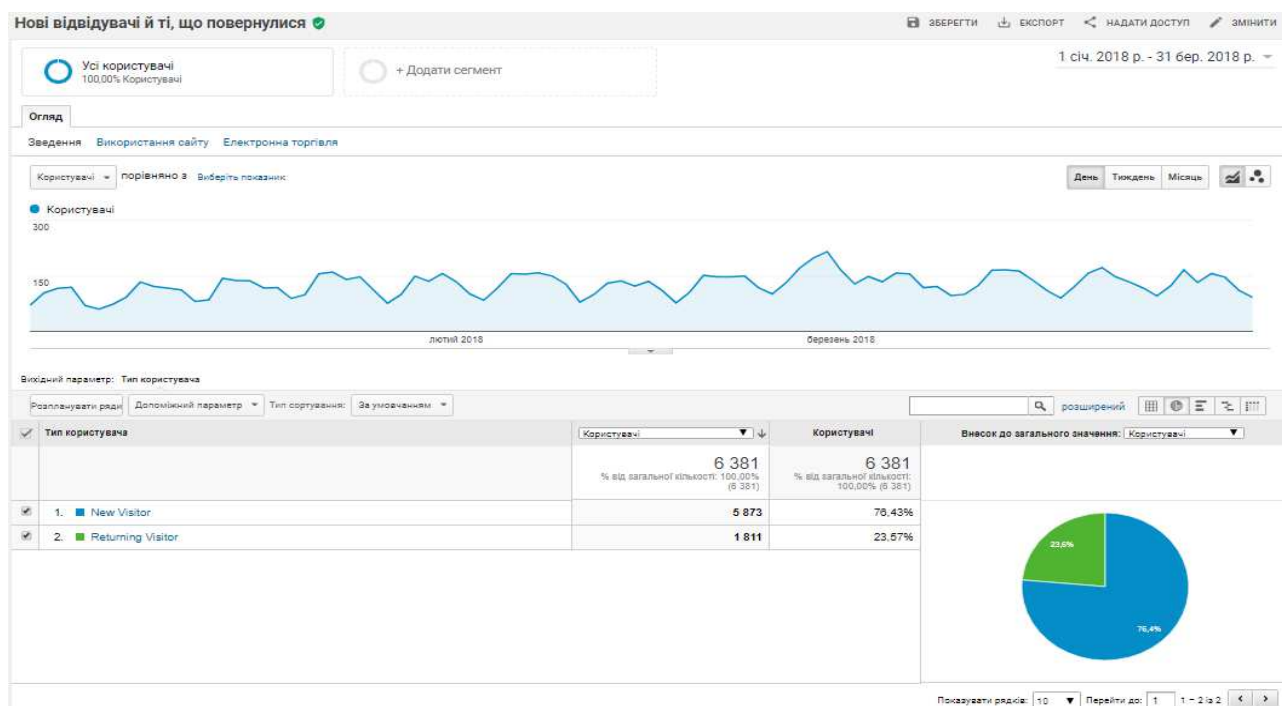 Нові відвідувачі й ті, що повернулися
ЗБЕРЕГТИ ЕКСПОРТ НАДАТИ ДОСТУП ЗМІНИТИ
Усі користувачі
100,00% Користувачі
+ Додати сегмент
1 січ. 2018 р. - 31 бер. 2018 р.
Огляд
Зведення Використання сайту Електронна торгівля
Користувачі порівняно з Виберіть показник
День Тиждень Місяць
Користувачі
300
150
лютий 2018 березень 2018
Вихідний параметр: Тип користувача
Розпланувати ряди Допоміжний параметр Тип сортування: За умовчанням
розширений
Тип користувача Користувачі Користувачі Внесок до загального значення: Користувачі
6 381 6 381
% від загальної кількості: 100,00% % від загальної кількості:
(6 381) 100,00% (6 381)
1. New Visitor 5 873 76,43%
2. Returning Visitor 1 811 23,57%
23,6%
76,4%
Показувати рядків: 10 Перейти до: 1 1 – 2 із 2